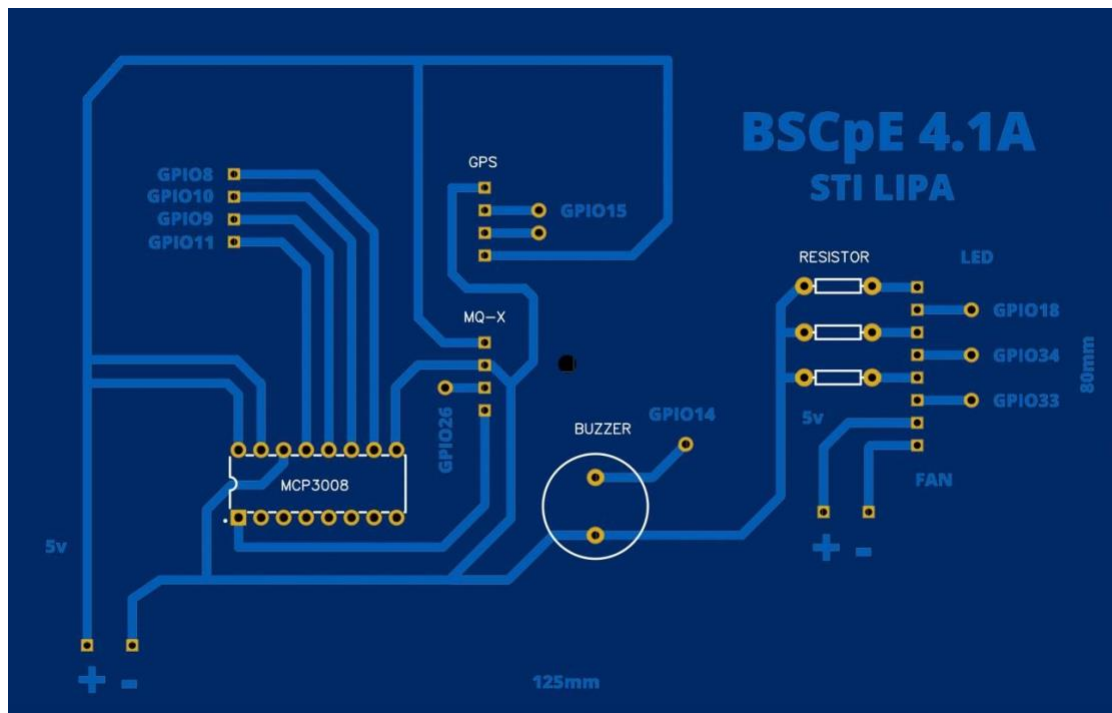 BSCpE 4.1A
STI LIPA
GPS
GPIO8
GPIO10
GPIO9
GPIO11
GPIO15
RESISTOR
LED
GPIO18
MQ-X
GPIO34
80mm
GPIO33
GPIO26
5v
GPIO14
BUZZER
MCP3008
FAN
5v
+ -
+ -
125mm